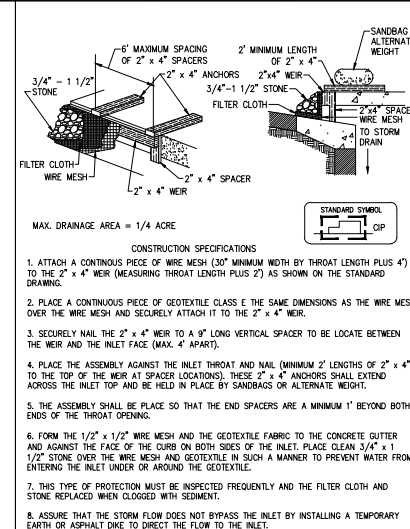 6' MAXIMUM SPACING
OF 2" x 4" SPACERS
2" x 4" ANCHORS
3/4" - 1 1/2"
STONE
FILTER CLOTH
WIRE MESH
2" x 4" SPACER
2" x 4" WEIR
2' MINIMUM LENGTH
OF 2" x 4"
2"x4" WEIR
3/4"-1 1/2" STONE
FILTER CLOTH
SANDBAG
ALTERNAT
WEIGHT
2"x4" SPACE
WIRE MESH
TO STORM
DRAIN
MAX. DRAINAGE AREA = 1/4 ACRE
STANDARD SYMBOL
CIP
CONSTRUCTION SPECIFICATIONS
1. ATTACH A CONTINOUS PIECE OF WIRE MESH (30" MINIMUM WIDTH BY THROAT LENGTH PLUS 4')
TO THE 2" x 4" WEIR (MEASURING THROAT LENGTH PLUS 2') AS SHOWN ON THE STANDARD
DRAWING.
2. PLACE A CONTINUOUS PIECE OF GEOTEXTILE CLASS E THE SAME DIMENSIONS AS THE WIRE MES
OVER THE WIRE MESH AND SECURELY ATTACH IT TO THE 2" x 4" WEIR.
3. SECURELY NAIL THE 2" x 4" WEIR TO A 9" LONG VERTICAL SPACER TO BE LOCATE BETWEEN
THE WEIR AND THE INLET FACE (MAX. 4' APART).
4. PLACE THE ASSEMBLY AGAINST THE INLET THROAT AND NAIL (MINIMUM 2' LENGTHS OF 2" x 4"
TO THE TOP OF THE WEIR AT SPACER LOCATIONS). THESE 2" x 4" ANCHORS SHALL EXTEND
ACROSS THE INLET TOP AND BE HELD IN PLACE BY SANDBAGS OR ALTERNATE WEIGHT.
5. THE ASSEMBLY SHALL BE PLACE SO THAT THE END SPACERS ARE A MINIMUM 1' BEYOND BOTH
ENDS OF THE THROAT OPENING.
6. FORM THE 1/2" x 1/2" WIRE MESH AND THE GEOTEXTILE FABRIC TO THE CONCRETE GUTTER
AND AGAINST THE FACE OF THE CURB ON BOTH SIDES OF THE INLET. PLACE CLEAN 3/4" x 1
1/2" STONE OVER THE WIRE MESH AND GEOTEXTILE IN SUCH A MANNER TO PREVENT WATER FROM
ENTERING THE INLET UNDER OR AROUND THE GEOTEXTILE.
7. THIS TYPE OF PROTECTION MUST BE INSPECTED FREQUENTLY AND THE FILTER CLOTH AND
STONE REPLACED WHEN CLOGGED WITH SEDIMENT.
8. ASSURE THAT THE STORM FLOW DOES NOT BYPASS THE INLET BY INSTALLING A TEMPORARY
EARTH OR ASPHALT DIKE TO DIRECT THE FLOW TO THE INLET.